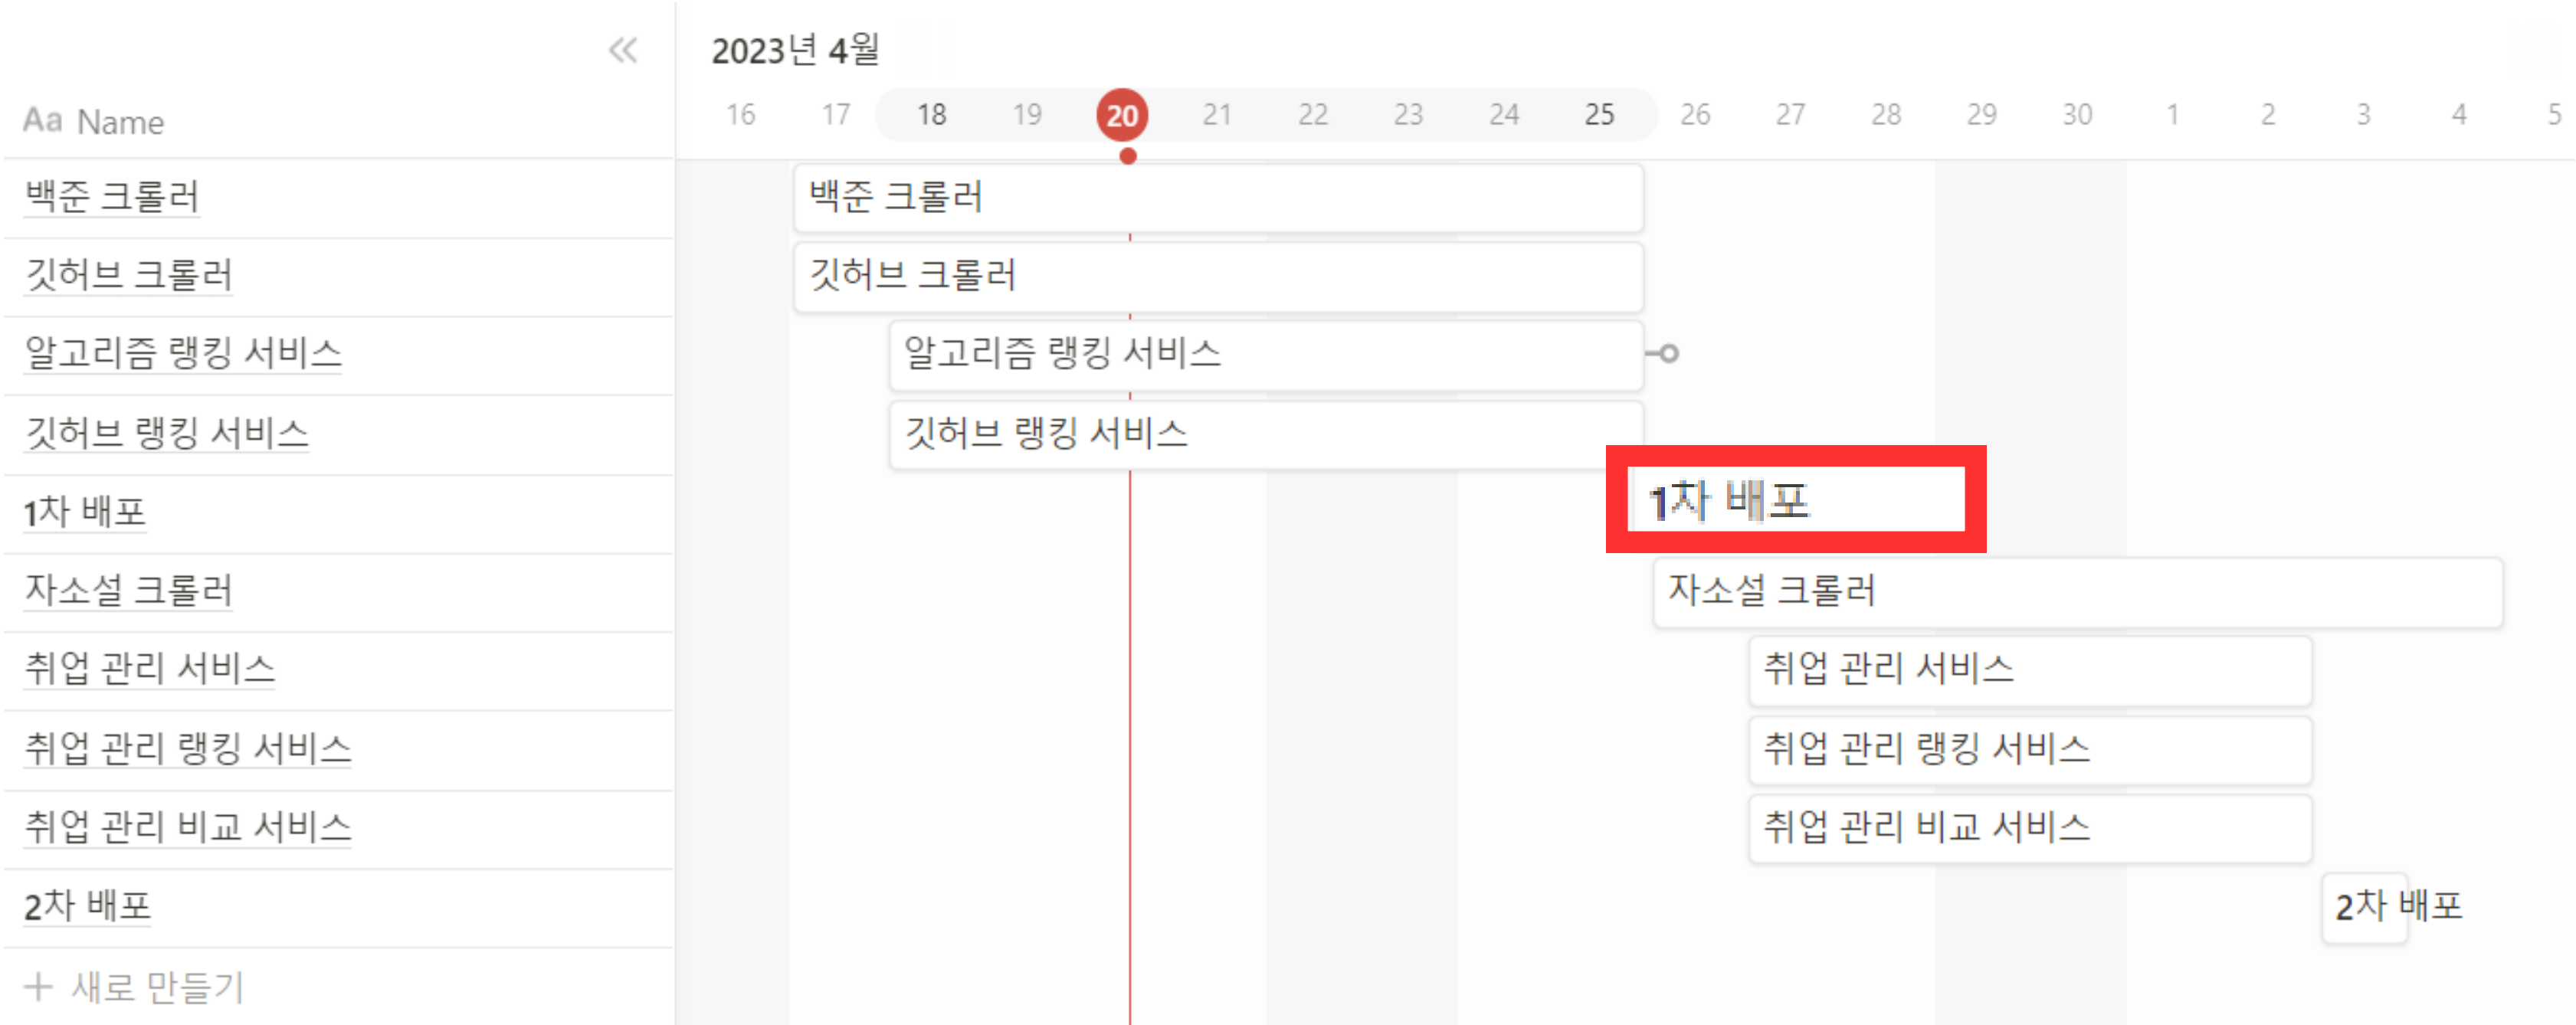 2023년 4월
Aa Name
16 17 18 19 20 21 22 23 24 25 26 27 28 29 30 1 2 3 4 5
백준 크롤러 백준 크롤러
깃허브 크롤러 깃허브 크롤러
알고리즘 랭킹 서비스 알고리즘 랭킹 서비스
깃허브 랭킹 서비스 깃허브 랭킹 서비스
1차 배포 1차 배포
자소설 크롤러 자소설 크롤러
취업 관리 서비스 취업 관리 서비스
취업 관리 랭킹 서비스 취업 관리 랭킹 서비스
취업 관리 비교 서비스 취업 관리 비교 서비스
2차 배포 2차 배포
+ 새로 만들기